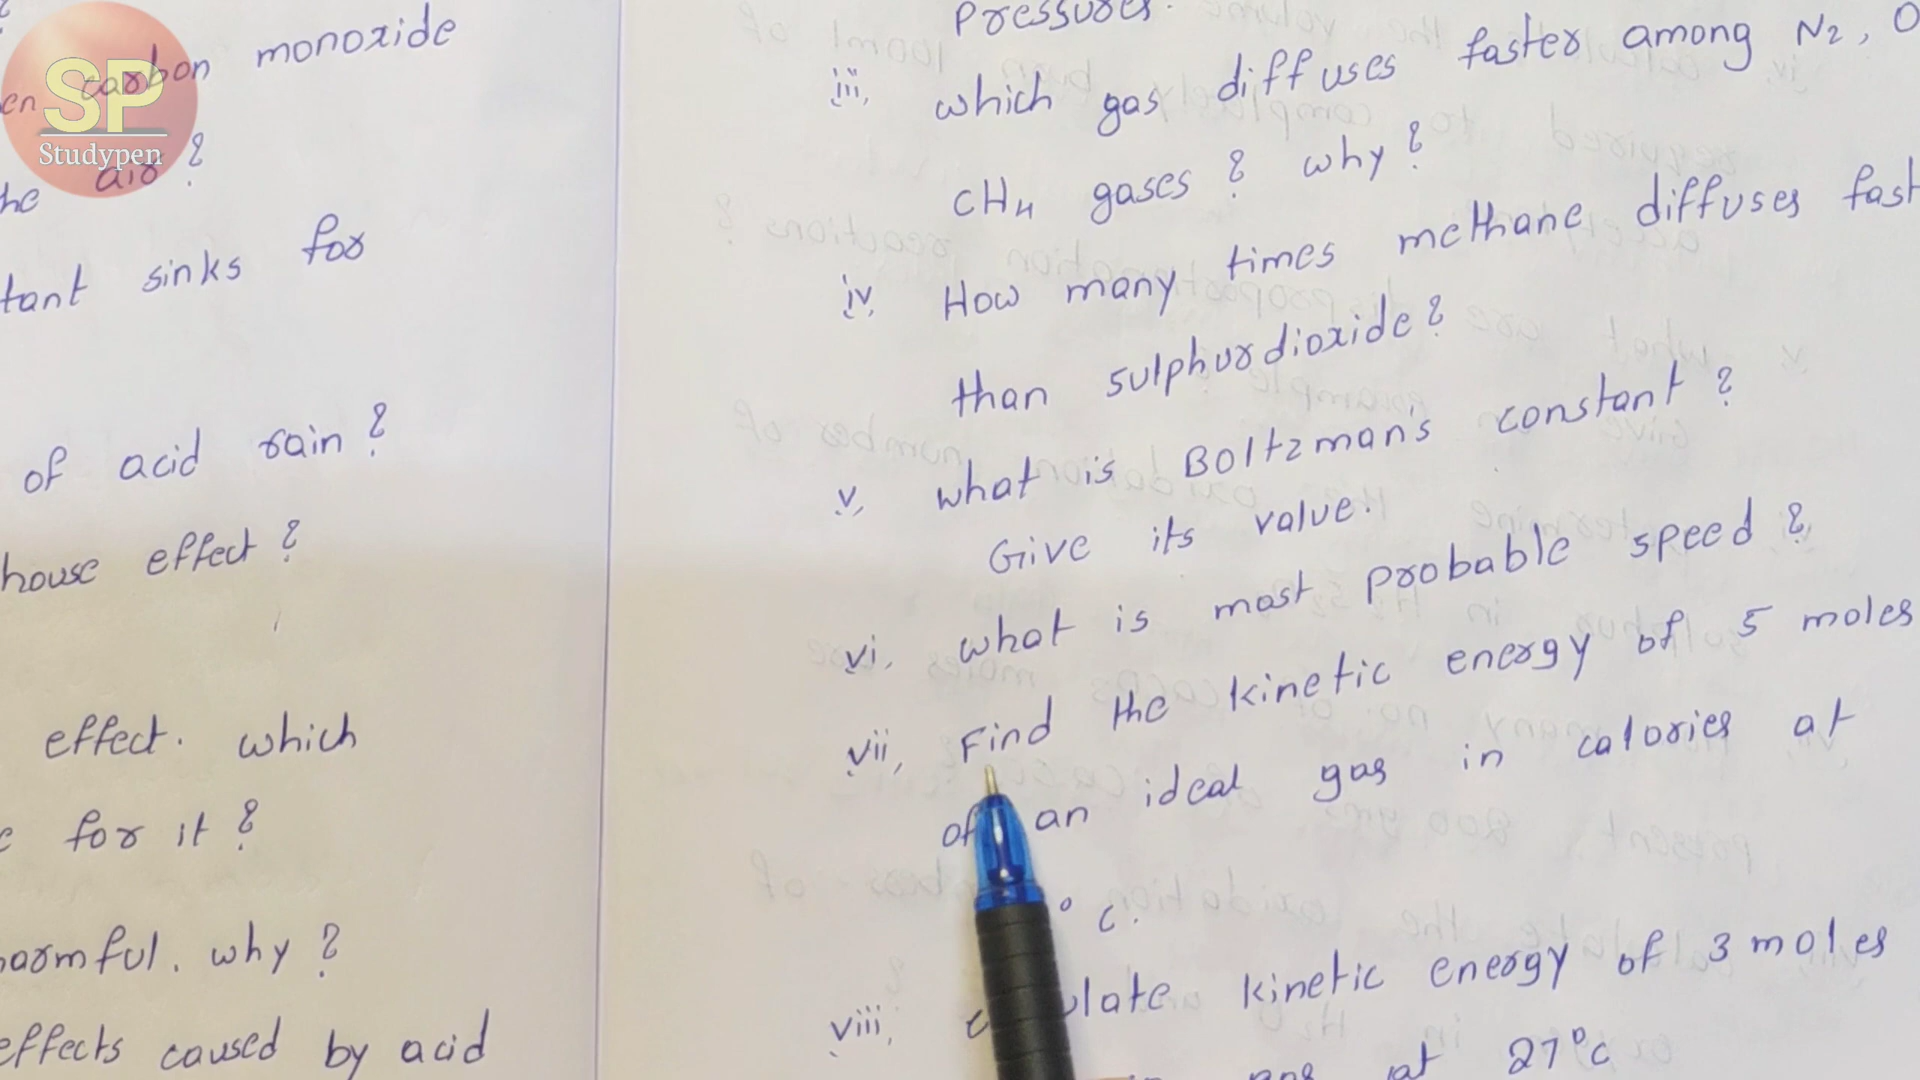 carbon monoxide
en
SP
Studypen
he air?
tant sinks for
of acid rain?
house effect?
effect. which
for it?
harmful. why?
effects caused by acid
Pressures.
iii, which gas diffuses faster among N2, O
CH4 gases? why?
iv, How many times methane diffuses fast
than sulphurdioxide?
v, what is Boltzman's constant?
Give its value.
vi, what is most probable speed?
vii, Find the kinetic energy of 5 moles
of an ideal gas in calories at
°c.
viii, c late kinetic energy of 3 moles
at 27°c